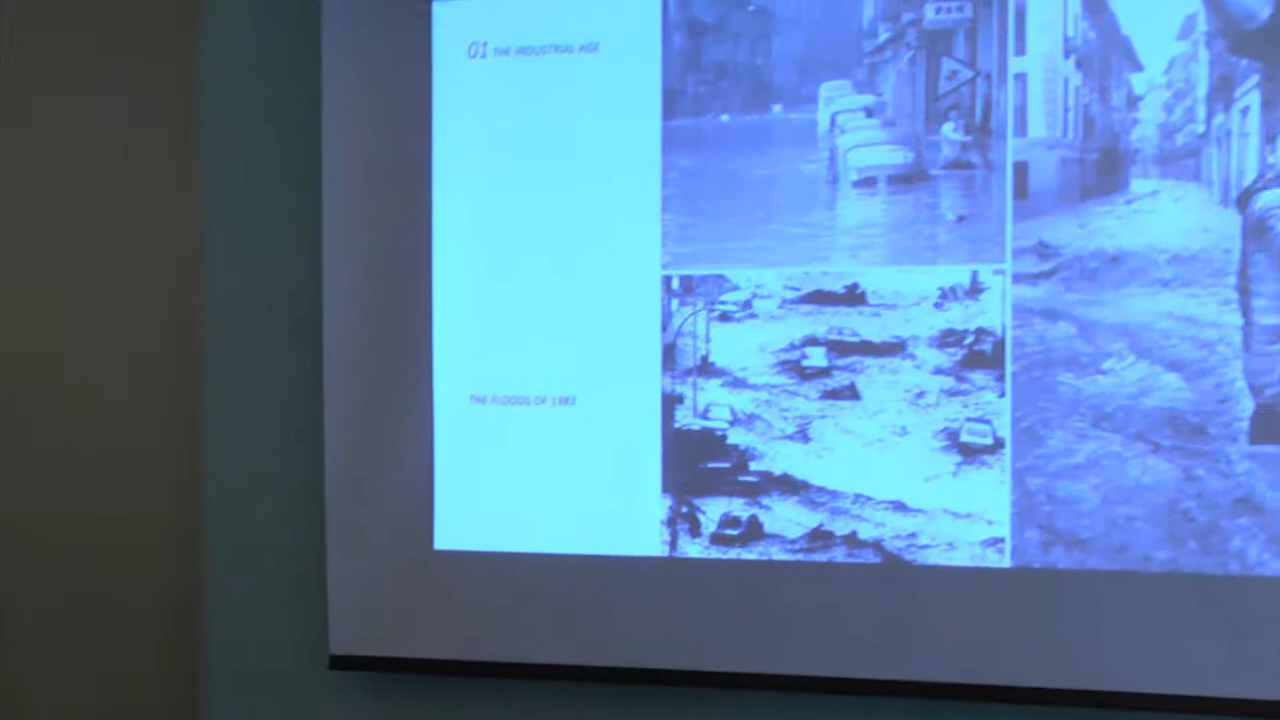 01 THE INDUSTRIAL AGE
THE FLOODS OF 1983